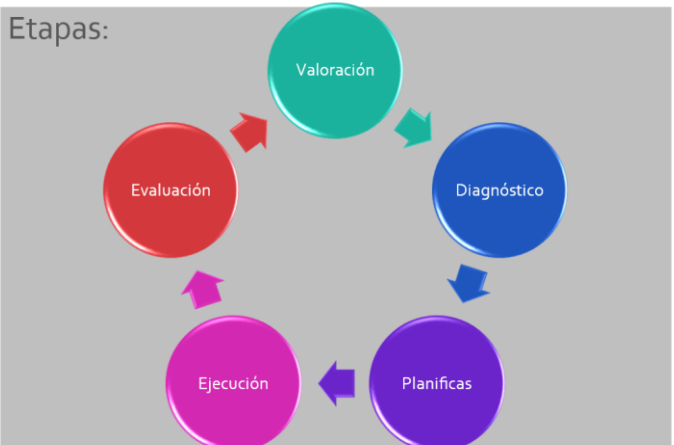 Etapas:
Valoración
Diagnóstico
Planificas
Ejecución
Evaluación